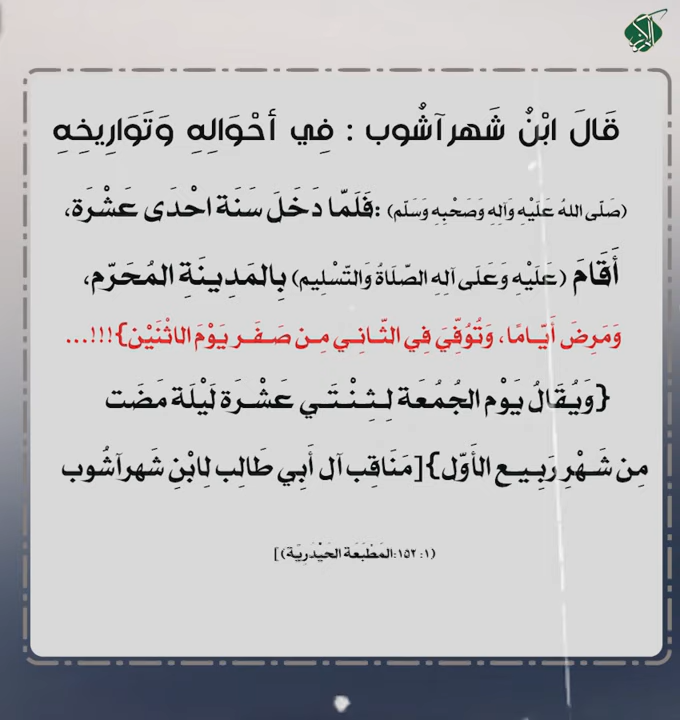 قَالَ ابْنُ شَهرآشُوب : فِي أحْوَالِهِ وَتَوَارِيخِهِ
(صَلّى اللهُ عَلَيْهِ وَآلِهِ وَصَحْبِهِ وَسَلّم) :فَلَمّا دَخَلَ سَنَة احْدَى عَشْرَة،
أَقَامَ (عَلَيْهِ وَعَلَى آلِهِ الصّلَاةُ وَالتّسْلِيم) بِالمَدِينَةِ المُحَرّم،
وَمَرِضَ أَيّامًا، وَتُوُفِّيَ فِي الثّانِي مِن صَفَر يَوْمَ الاثْنَيْن}!!!...
{وَيُقَالُ يَوْم الجُمُعَة لِثِنْتَي عَشْرَة لَيْلَة مَضَت
مِن شَهْرِ رَبِيع الأَوّل}[مَنَاقِب آل أَبِي طَالِب لِابْنِ شَهرآشُوب
(١: ١٥٢:المَطْبَعَة الحَيْدَرِيّة)]